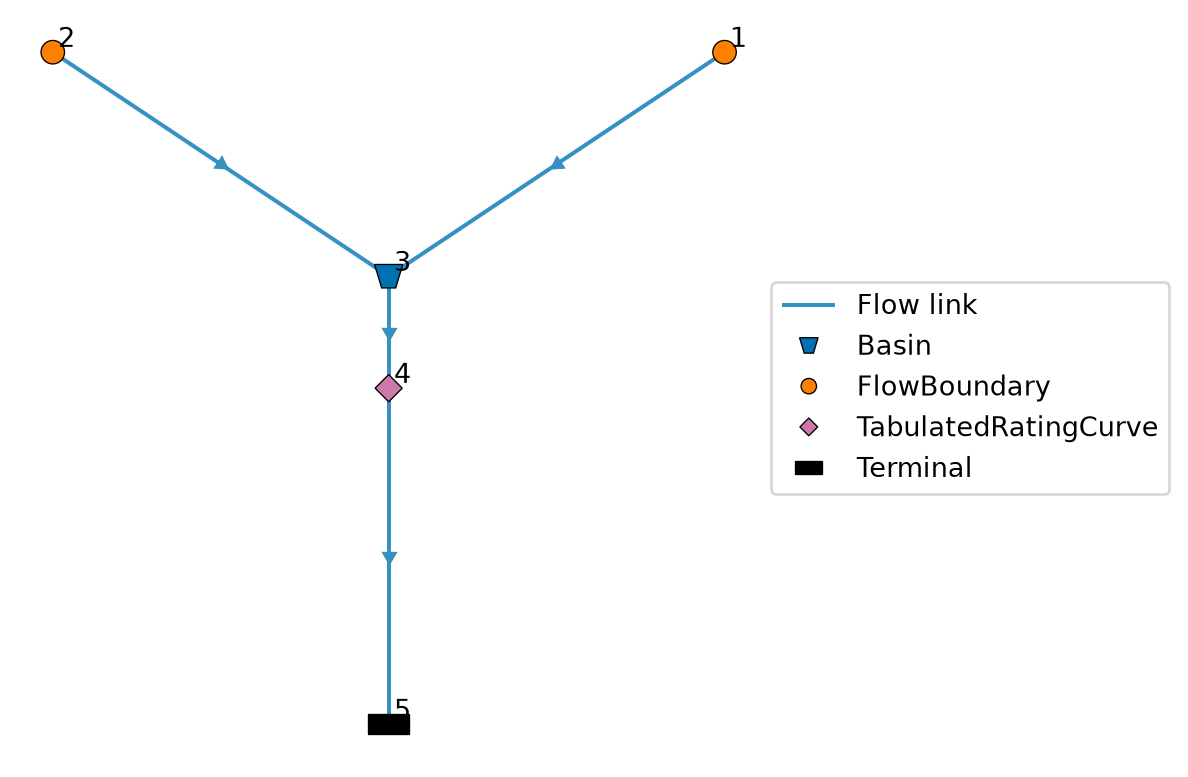 2
1
3
4
5
Flow link
Basin
FlowBoundary
TabulatedRatingCurve
Terminal